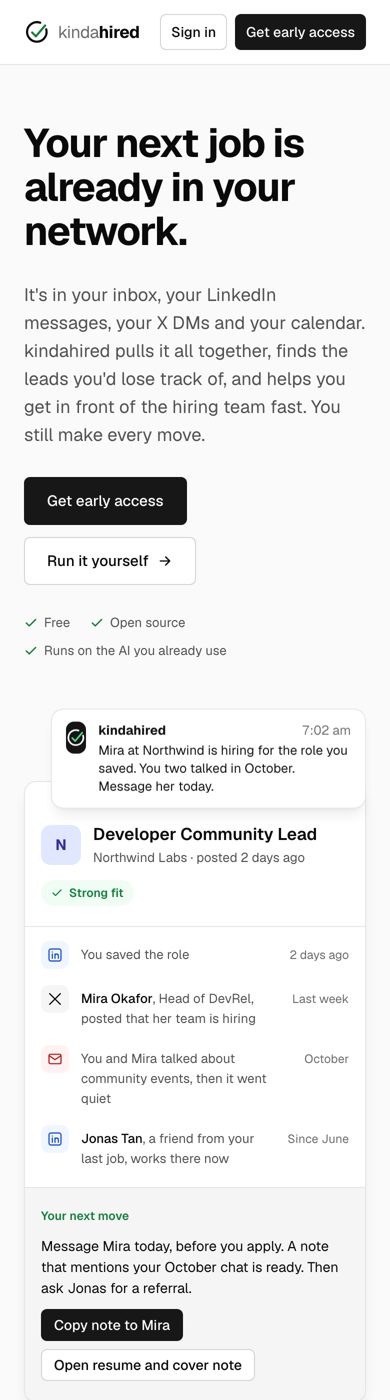 kindahired
Sign in
Get early access
Your next job is
already in your
network.
It's in your inbox, your LinkedIn
messages, your X DMs and your calendar.
kindahired pulls it all together, finds the
leads you'd lose track of, and helps you
get in front of the hiring team fast. You
still make every move.
Get early access
Run it yourself →
Free
Open source
Runs on the AI you already use
kindahired
7:02 am
Mira at Northwind is hiring for the role you
saved. You two talked in October.
Message her today.
N
Developer Community Lead
Northwind Labs · posted 2 days ago
Strong fit
in
You saved the role
2 days ago
Mira Okafor, Head of DevRel,
Last week
posted that her team is hiring
You and Mira talked about
October
community events, then it went
quiet
in
Jonas Tan, a friend from your
Since June
last job, works there now
Your next move
Message Mira today, before you apply. A note
that mentions your October chat is ready. Then
ask Jonas for a referral.
Copy note to Mira
Open resume and cover note